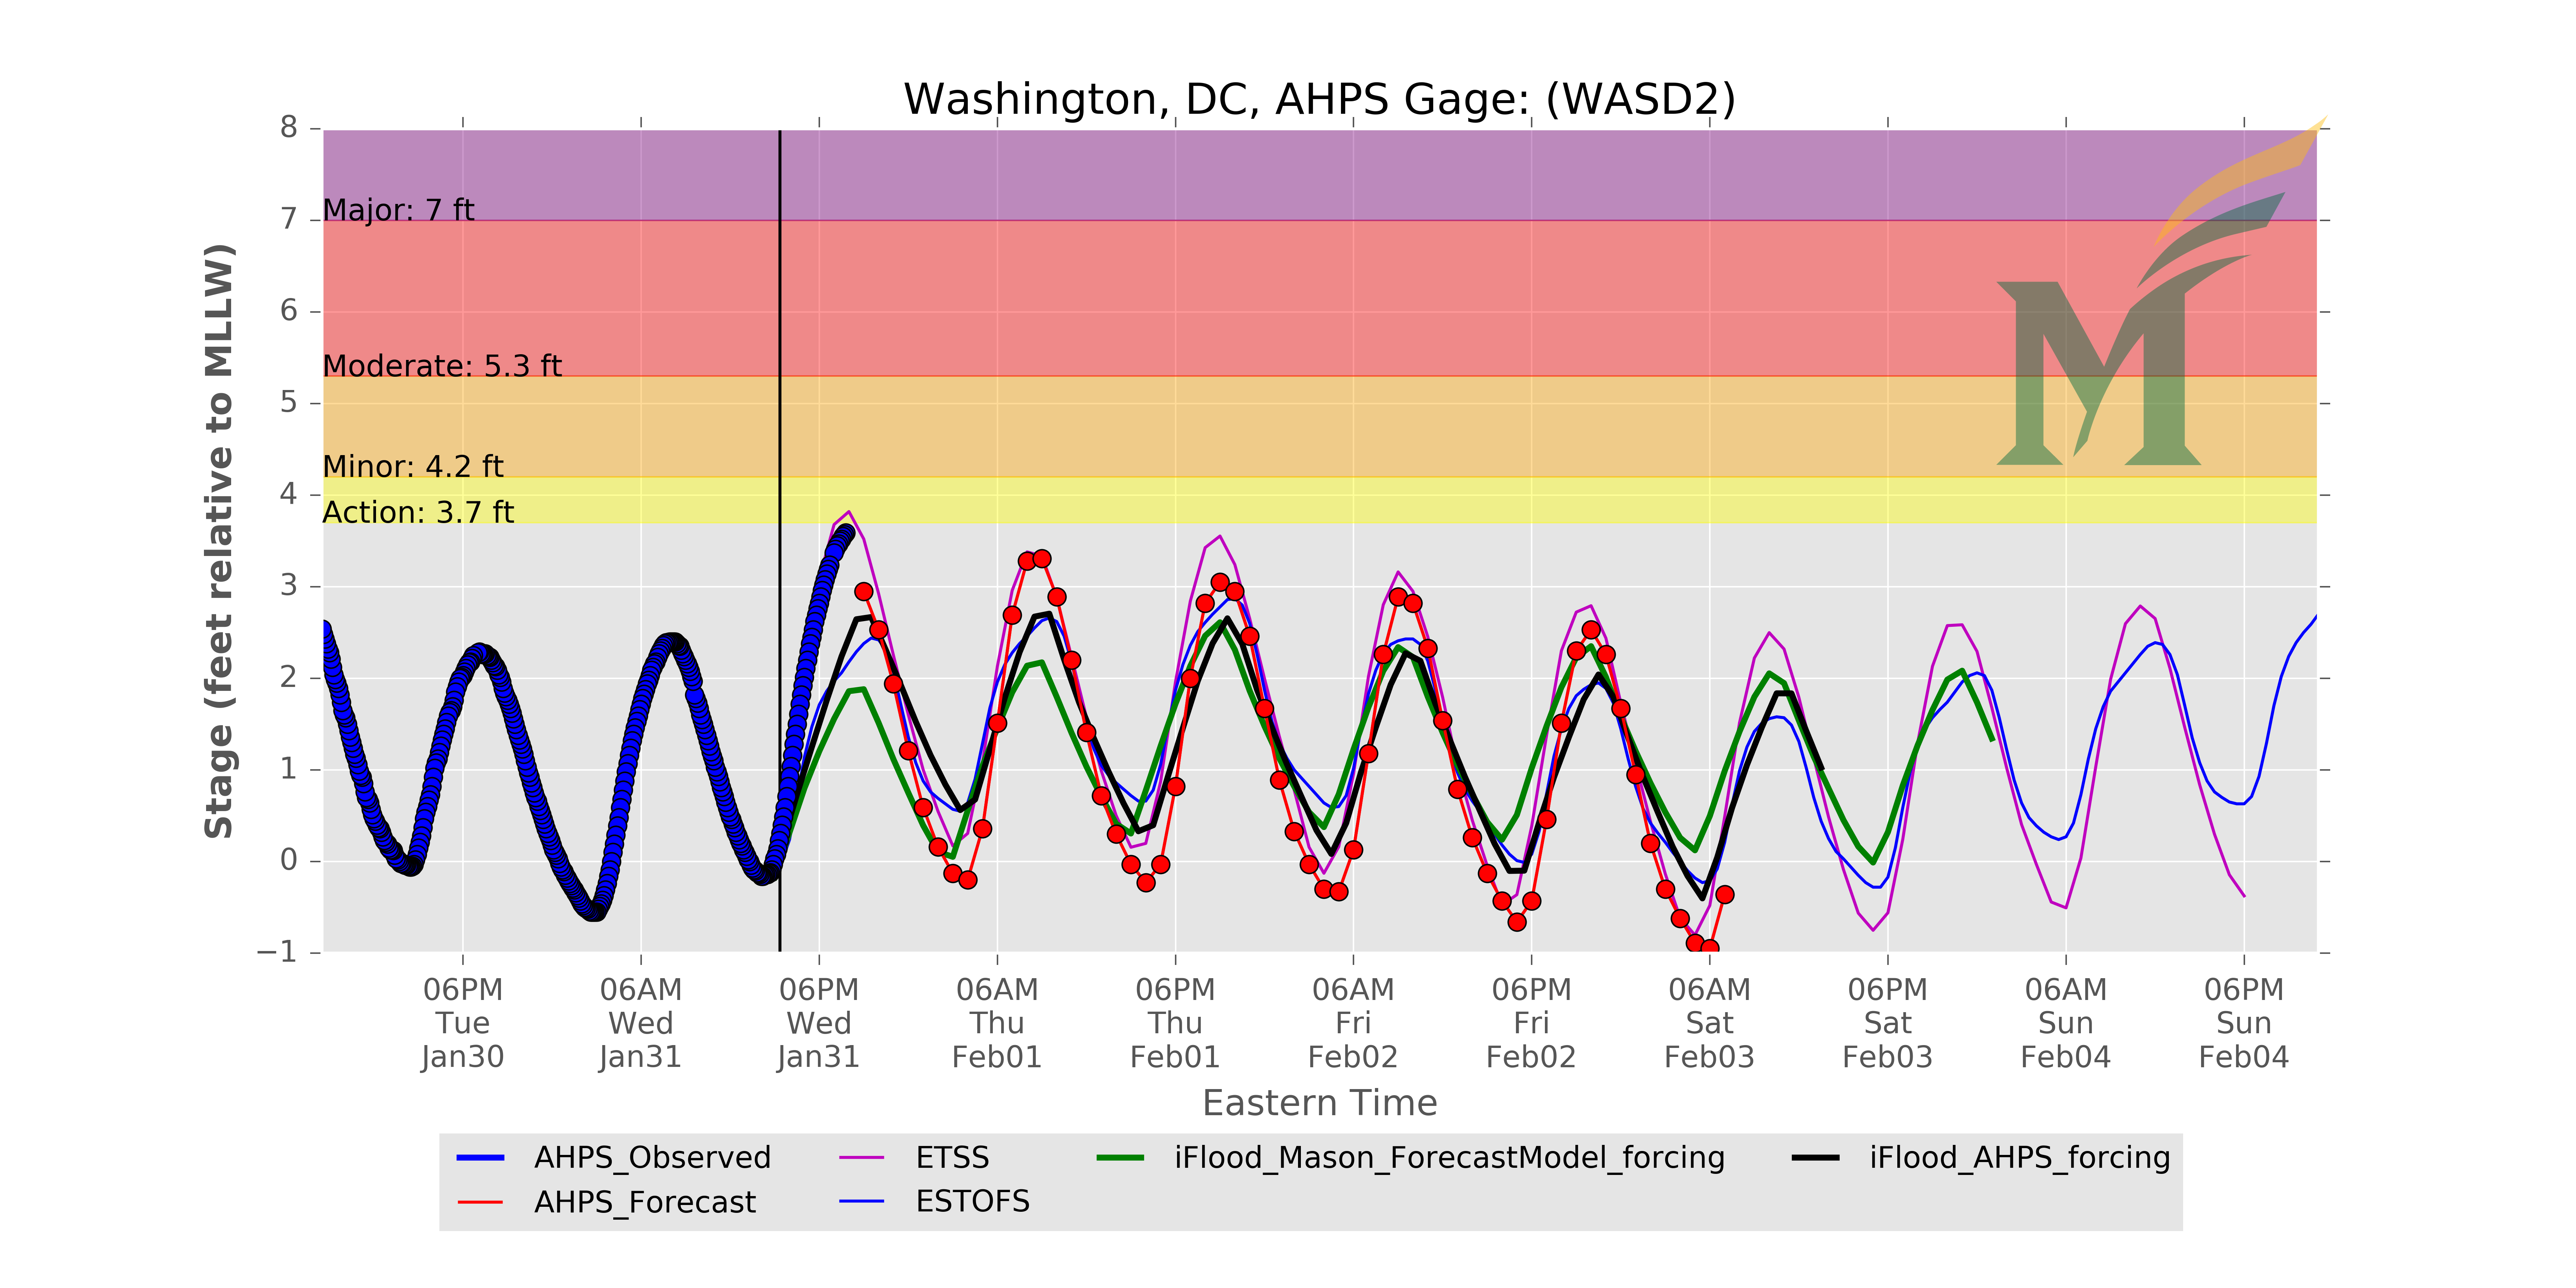 Washington, DC, AHPS Gage: (WASD2)
8
7
6
5
4
3
2
1
0
−1
Stage (feet relative to MLLW)
Major: 7 ft
Moderate: 5.3 ft
Minor: 4.2 ft
Action: 3.7 ft
M
06PM 06AM 06PM 06AM 06PM 06AM 06PM 06AM 06PM 06AM 06PM
Tue Wed Wed Thu Thu Fri Fri Sat Sat Sun Sun
Jan30 Jan31 Jan31 Feb01 Feb01 Feb02 Feb02 Feb03 Feb03 Feb04 Feb04
Eastern Time
AHPS_Observed ETSS iFlood_Mason_ForecastModel_forcing iFlood_AHPS_forcing
AHPS_Forecast ESTOFS